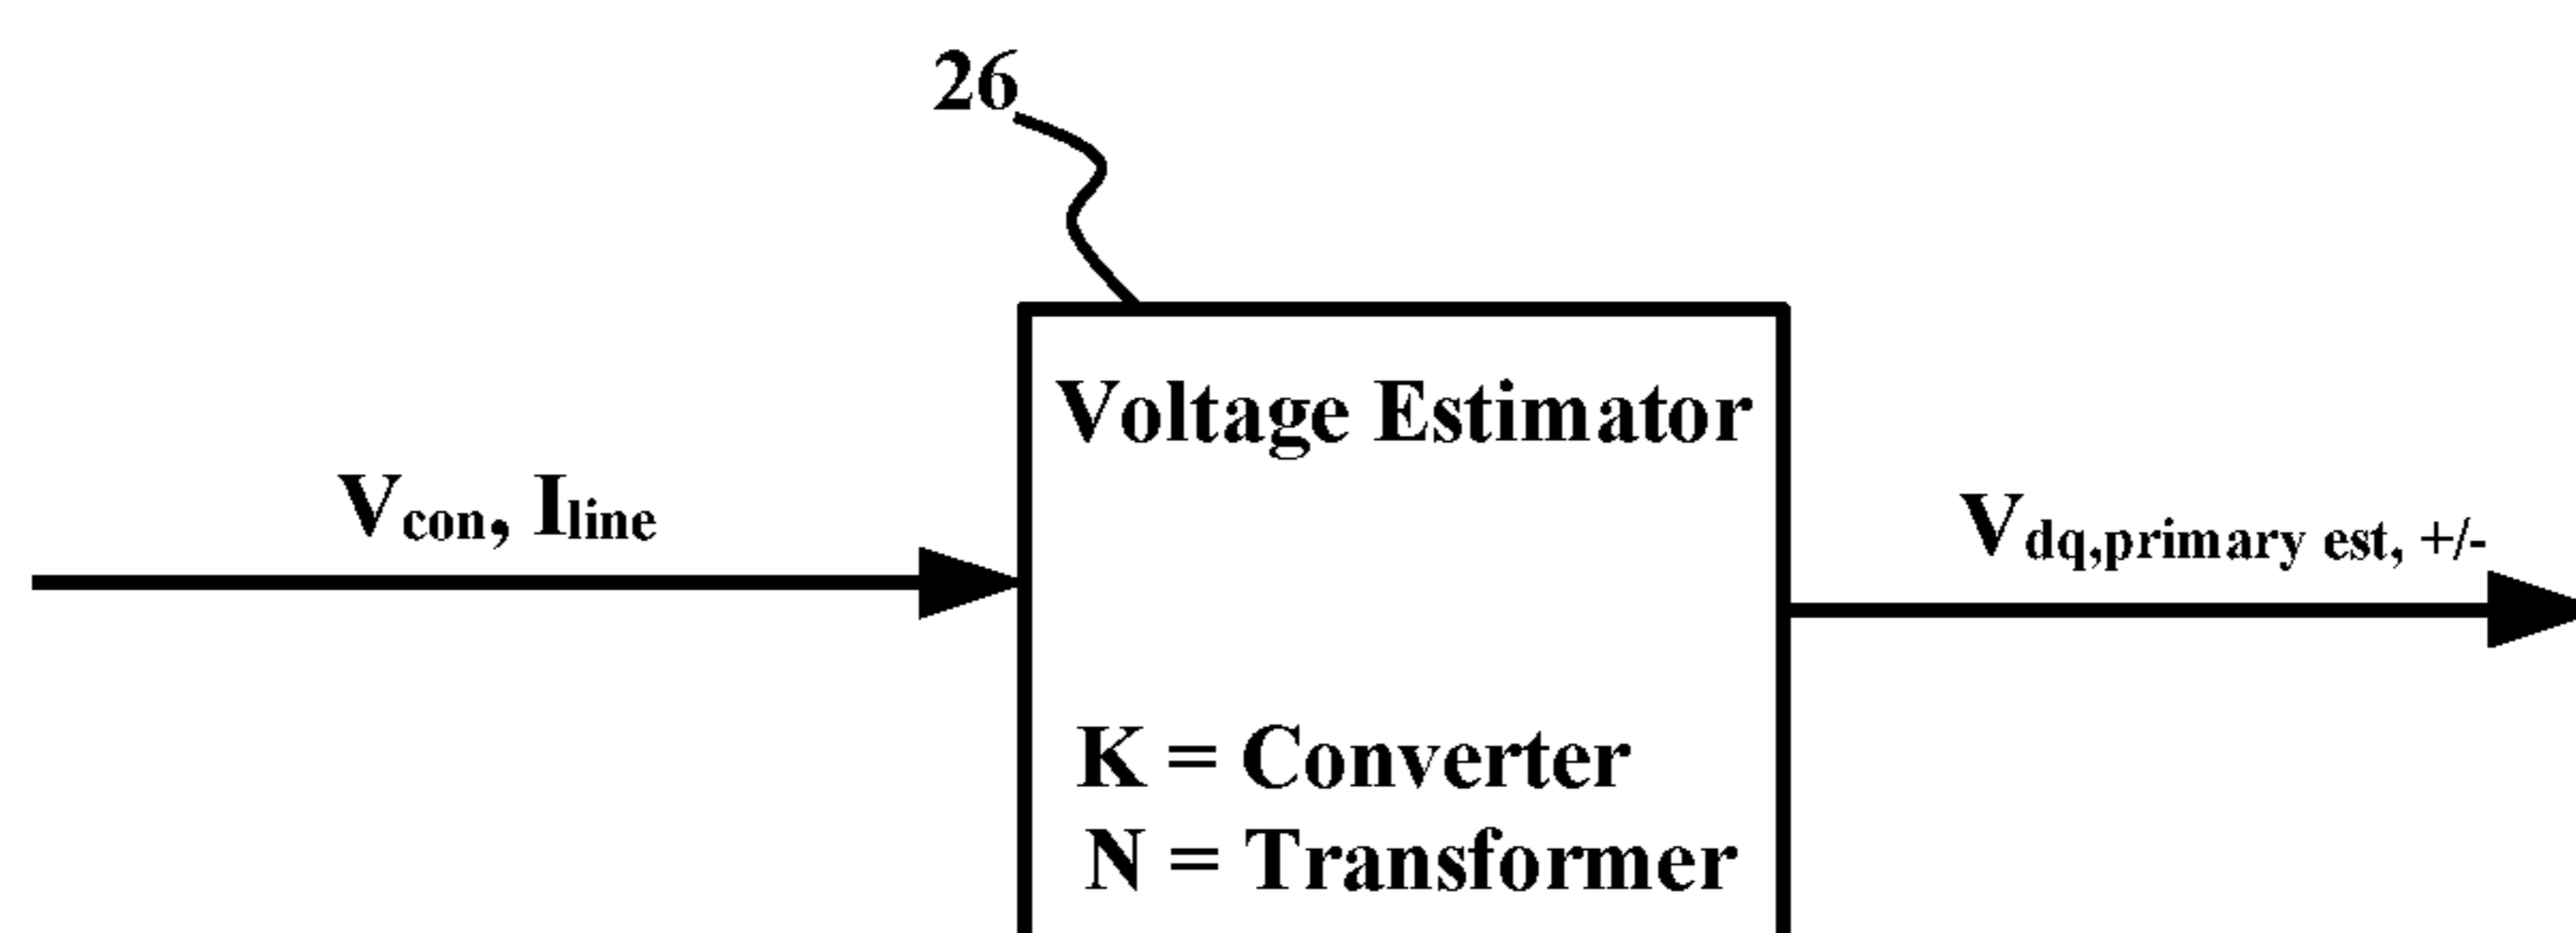 26
Voltage Estimator
Vcon, Iline
Vdq,primary est, +/-
K = Converter
N = Transformer